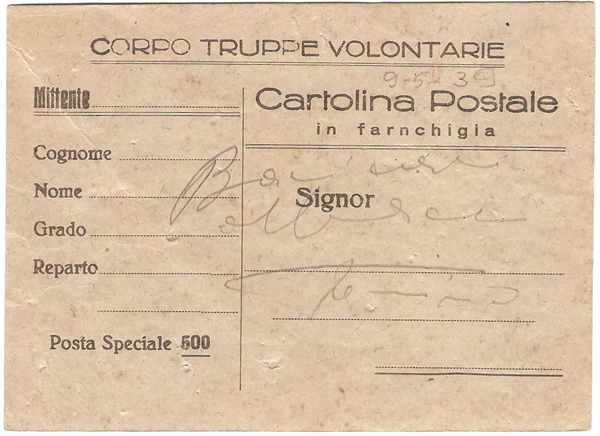 CORPO TRUPPE VOLONTARIE
9-5-39
Mittente
Cartolina Postale
in farnchigia
Cognome
Nome
Signor
Grado
Reparto
Posta Speciale 500